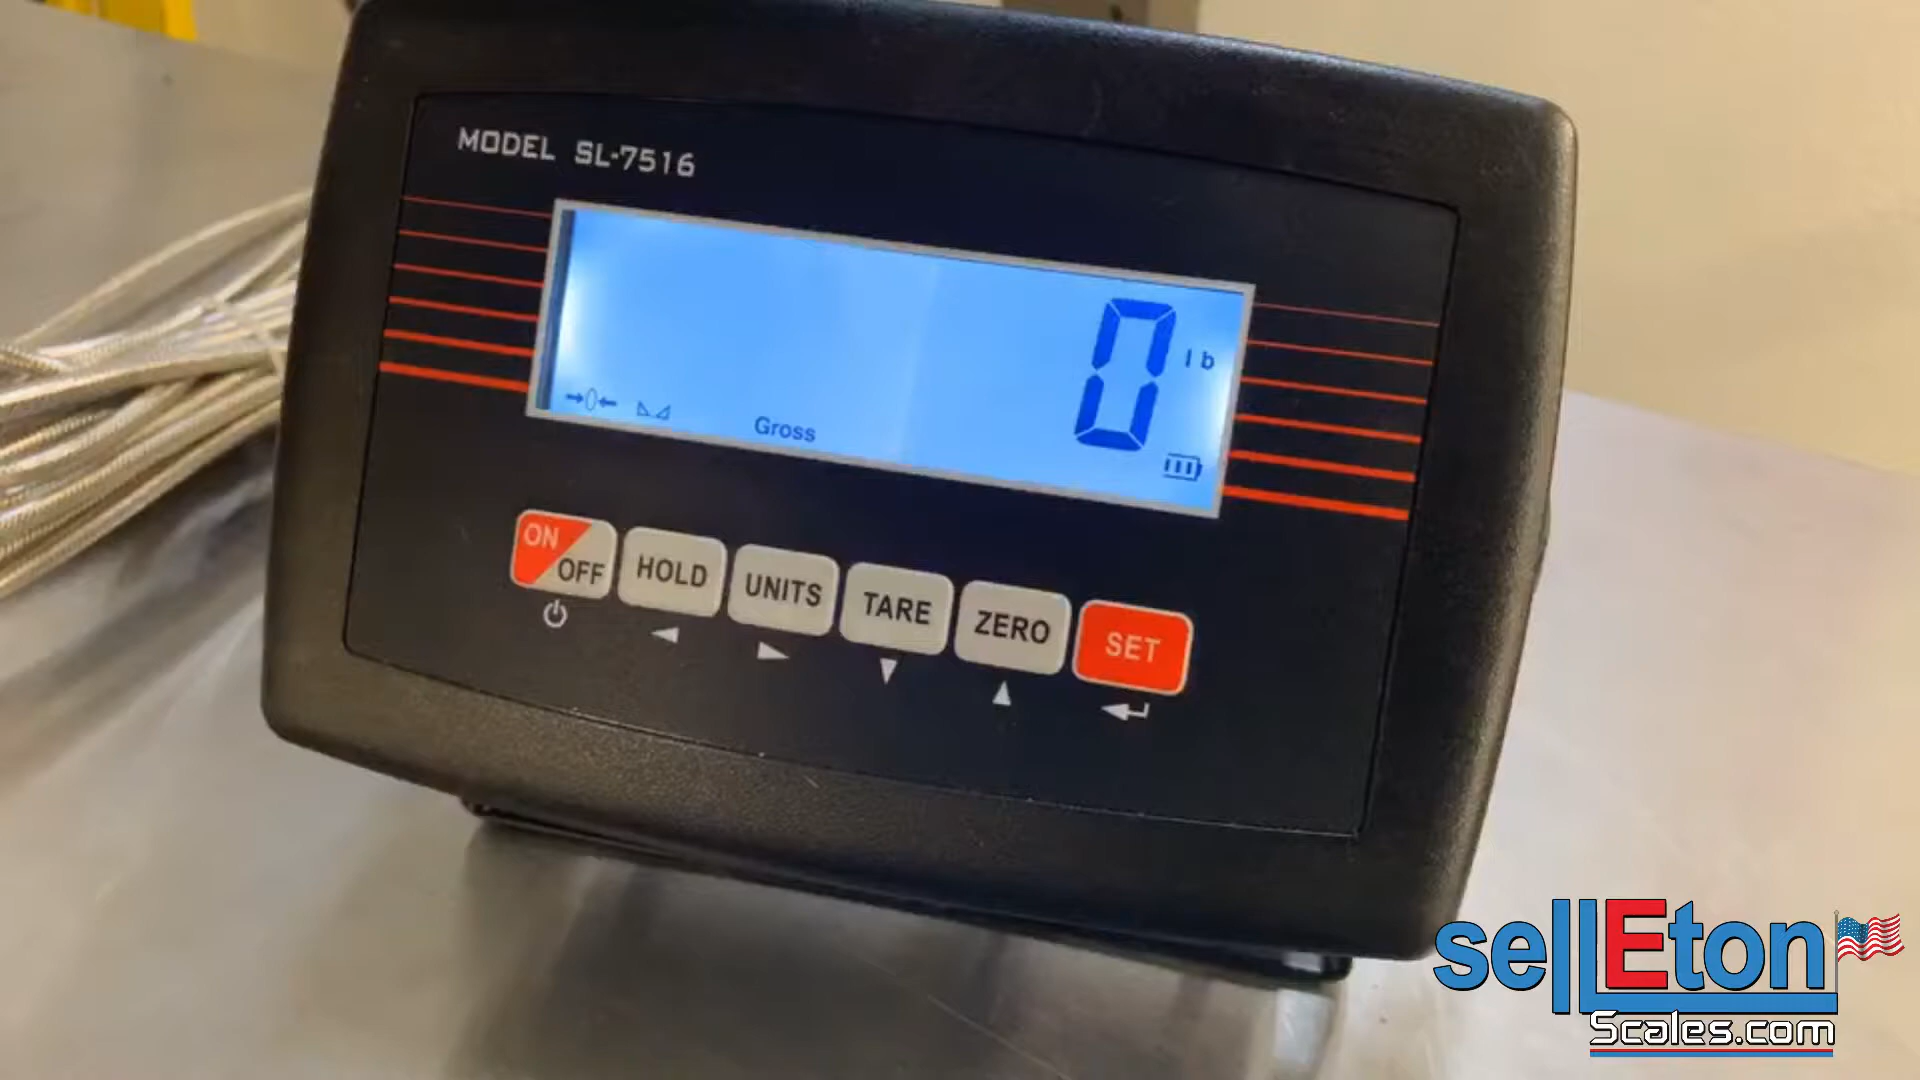 MODEL SL-7516
0 lb
Gross
ON OFF
HOLD
UNITS
TARE
ZERO
SET
sellEton
Scales.com